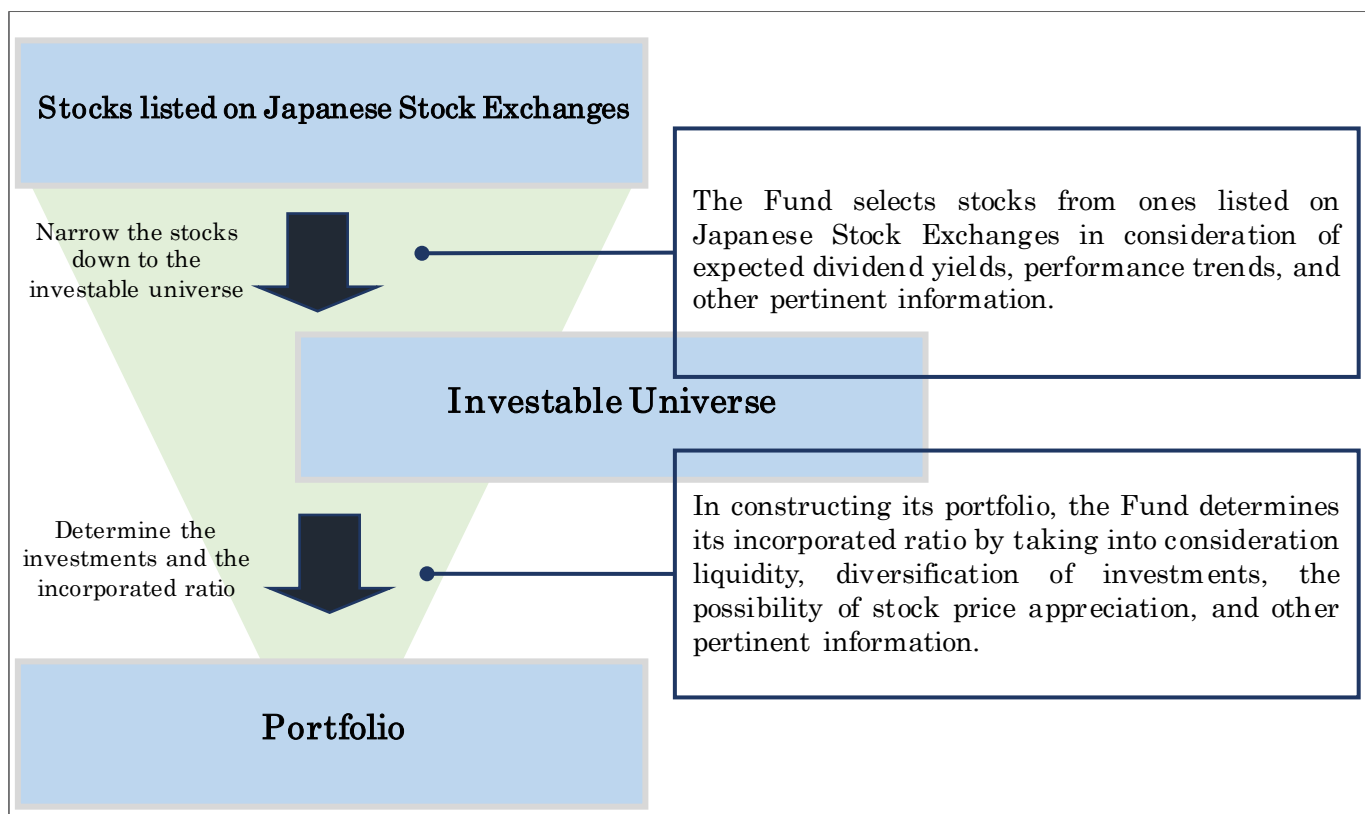 Stocks listed on Japanese Stock Exchanges
Narrow the stocks
down to the
investable universe
The Fund selects stocks from ones listed on
Japanese Stock Exchanges in consideration of
expected dividend yields, performance trends, and
other pertinent information.
Investable Universe
Determine the
investments and the
incorporated ratio
In constructing its portfolio, the Fund determines
its incorporated ratio by taking into consideration
liquidity, diversification of investments, the
possibility of stock price appreciation, and other
pertinent information.
Portfolio